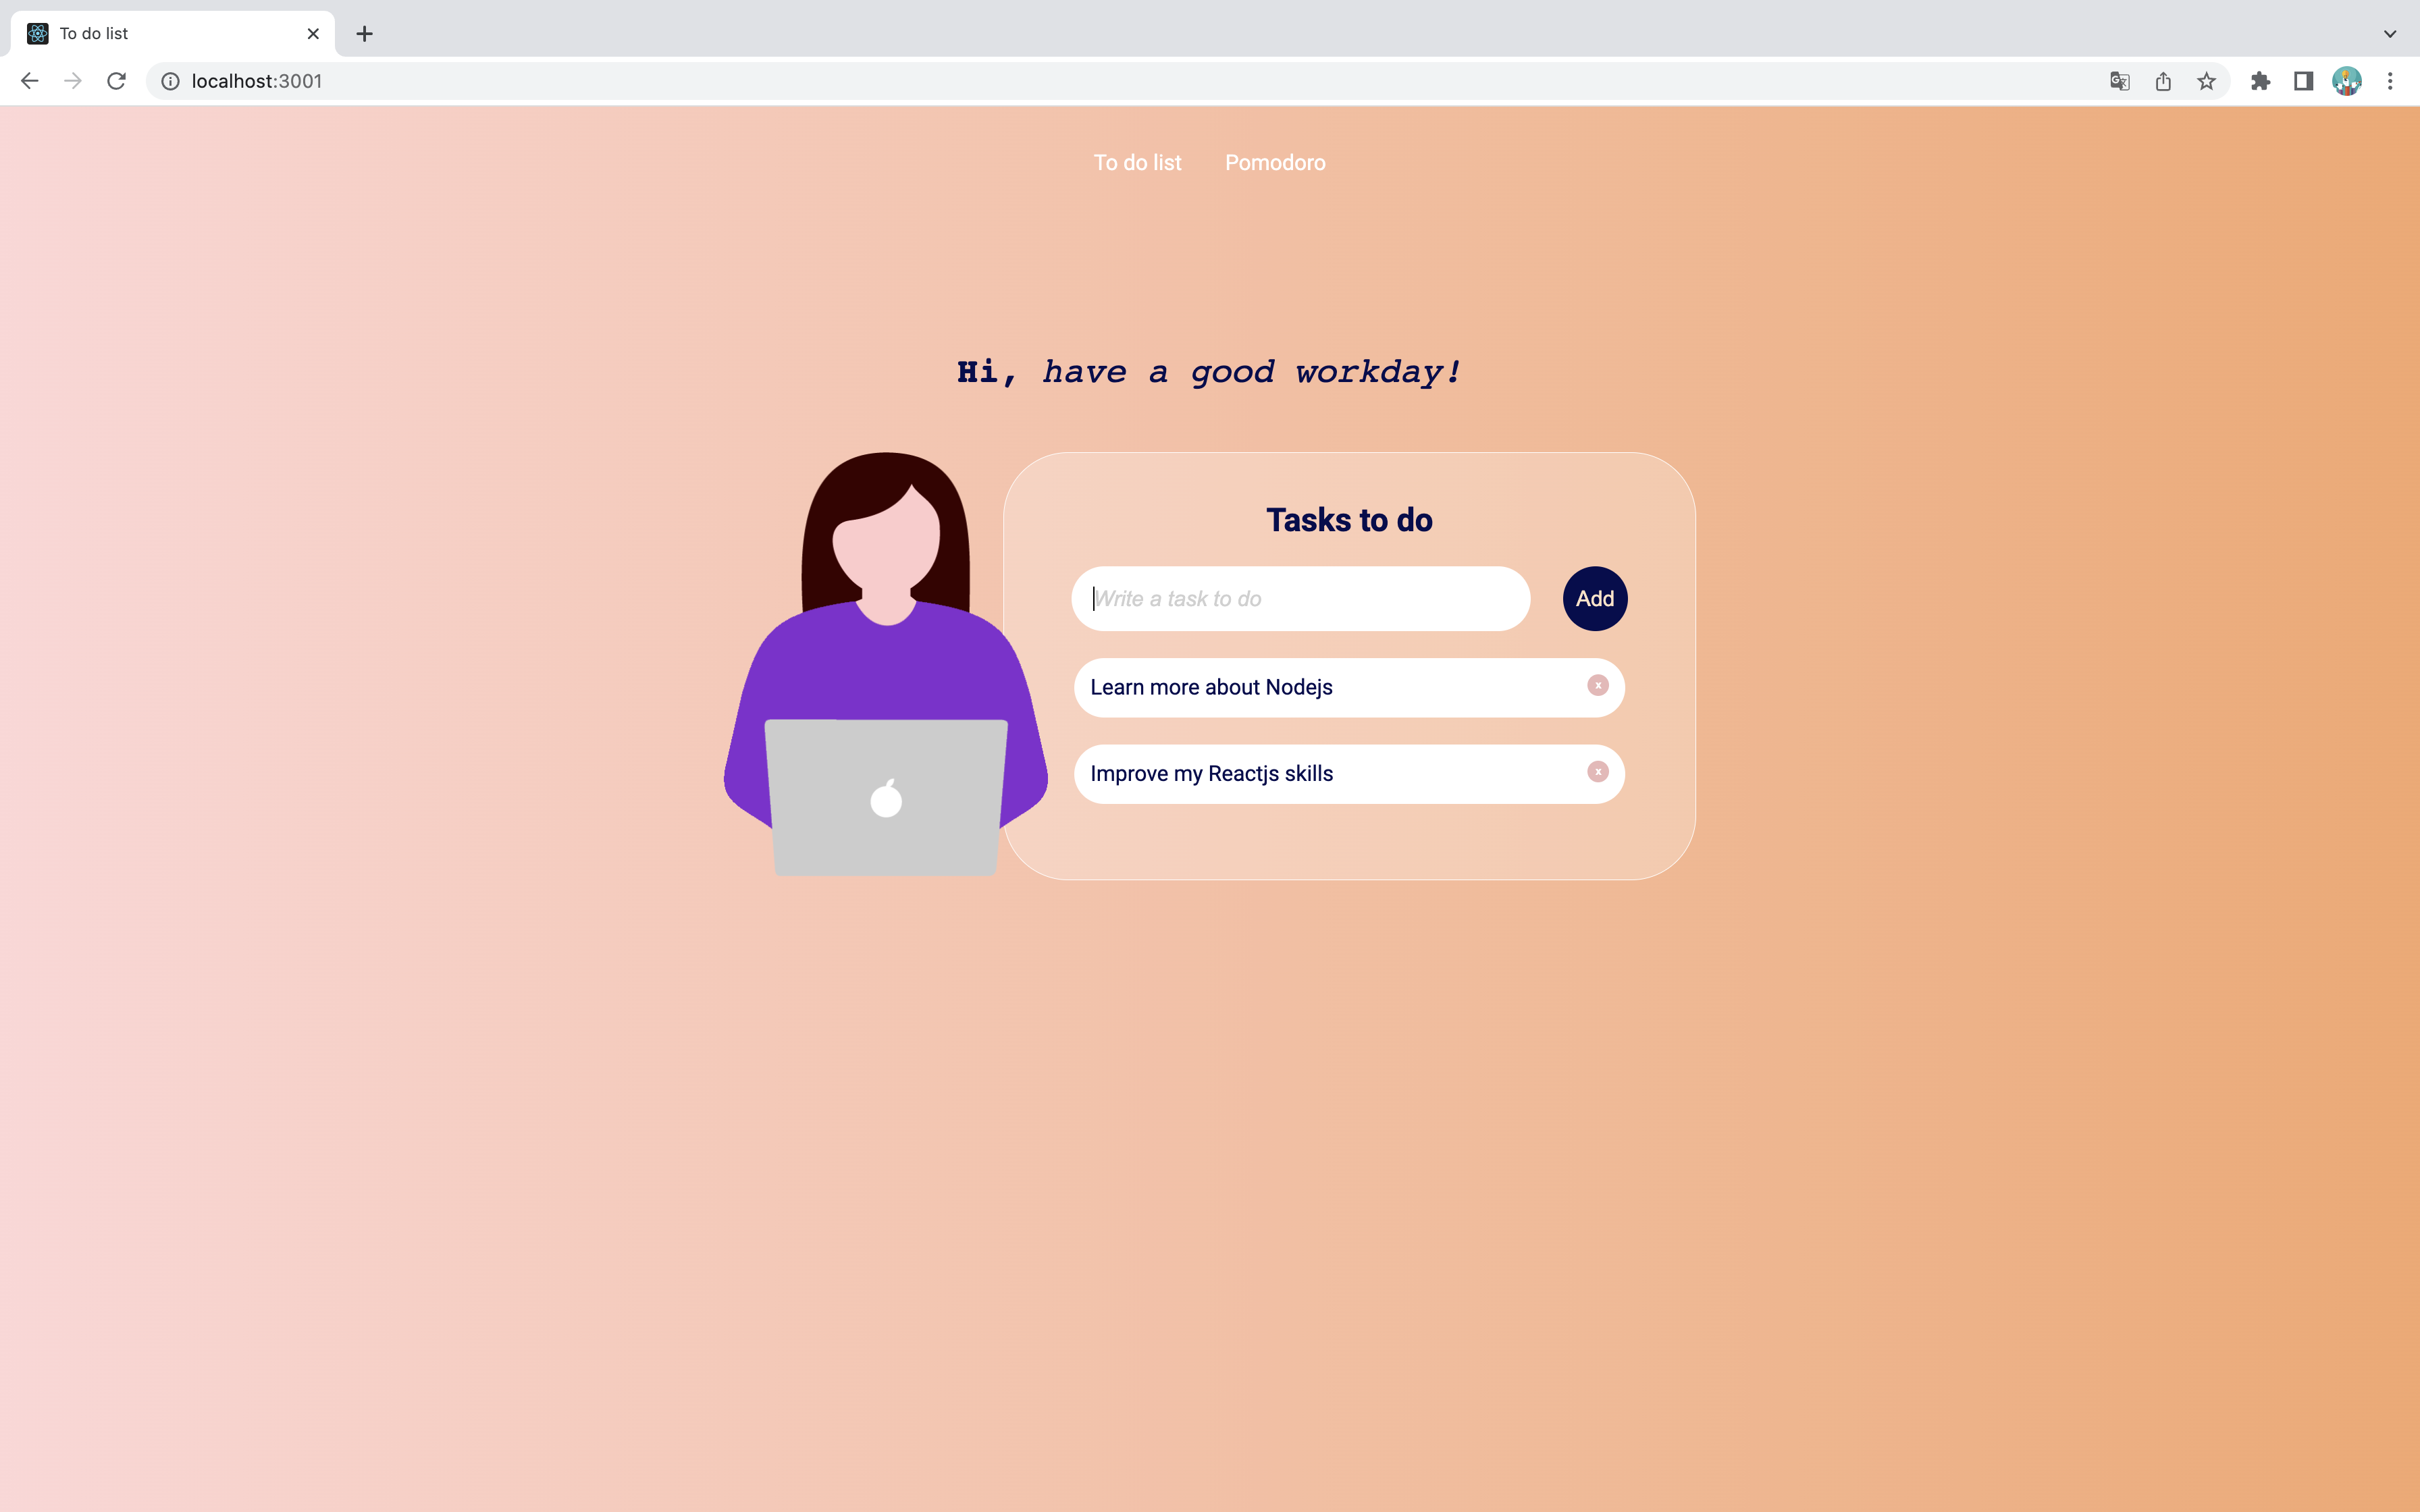 To do list
localhost:3001
To do list Pomodoro
Hi, have a good workday!
Tasks to do
Write a task to do
Add
Learn more about Nodejs
x
Improve my Reactjs skills
x